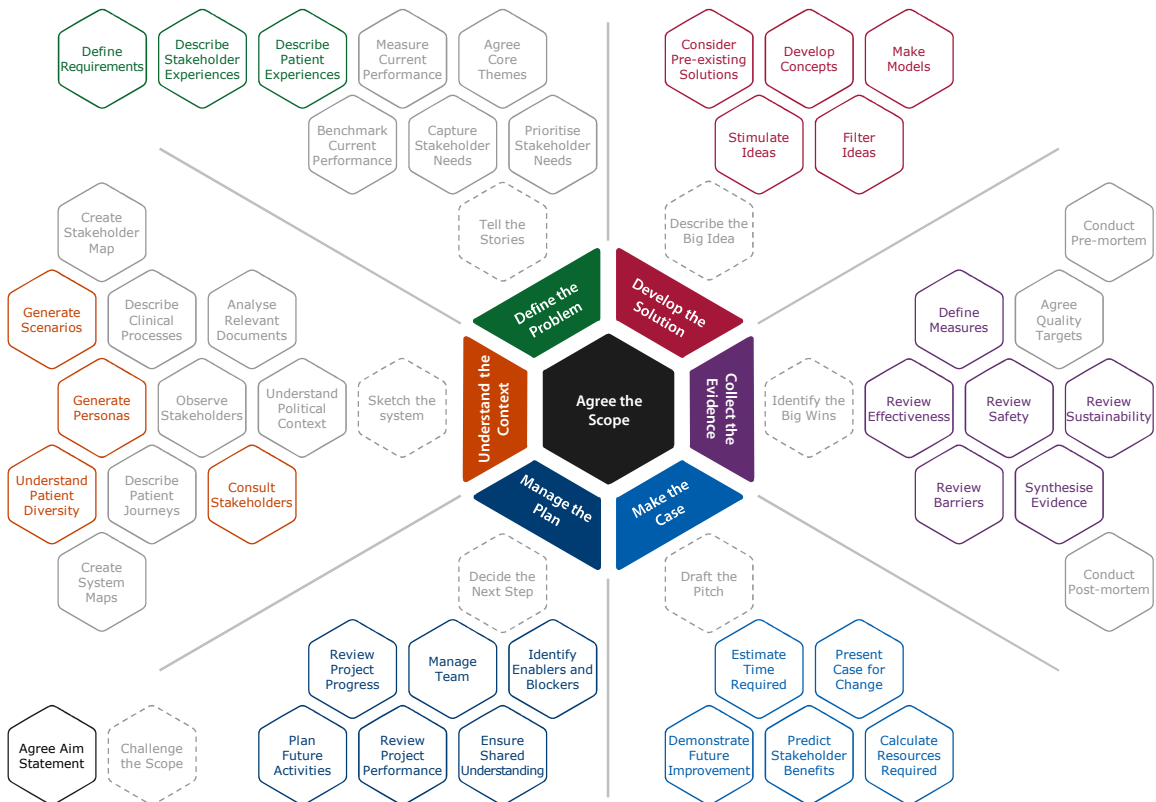 Define
Requirements
Describe
Stakeholder
Experiences
Describe
Patient
Experiences
Measure
Current
Performance
Agree
Core
Themes
Benchmark
Current
Performance
Capture
Stakeholder
Needs
Prioritise
Stakeholder
Needs
Tell the
Stories
Consider
Pre-existing
Solutions
Develop
Concepts
Make
Models
Stimulate
Ideas
Filter
Ideas
Describe the
Big Idea
Create
Stakeholder
Map
Generate
Scenarios
Describe
Clinical
Processes
Analyse
Relevant
Documents
Generate
Personas
Observe
Stakeholders
Understand
Political
Context
Sketch the
system
Understand
Patient
Diversity
Describe
Patient
Journeys
Consult
Stakeholders
Create
System
Maps
Define the
Problem
Develop the
Solution
Understand the
Context
Agree the
Scope
Collect the
Evidence
Manage the
Plan
Make the
Case
Conduct
Pre-mortem
Define
Measures
Agree
Quality
Targets
Identify the
Big Wins
Review
Effectiveness
Review
Safety
Review
Sustainability
Review
Barriers
Synthesise
Evidence
Conduct
Post-mortem
Decide the
Next Step
Review
Project
Progress
Manage
Team
Identify
Enablers and
Blockers
Plan
Future
Activities
Review
Project
Performance
Ensure
Shared
Understanding
Draft the
Pitch
Estimate
Time
Required
Present
Case for
Change
Demonstrate
Future
Improvement
Predict
Stakeholder
Benefits
Calculate
Resources
Required
Agree Aim
Statement
Challenge
the Scope